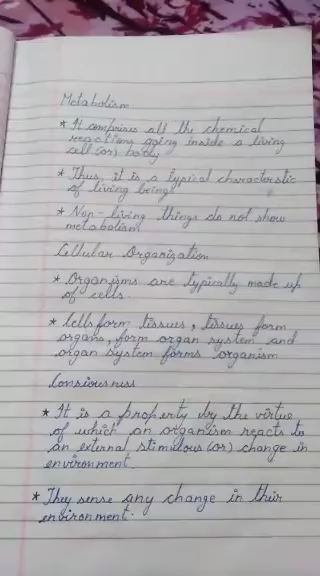 Metabolism
* It comprises all the chemical
reactions going inside a living
cell (or) body
* Thus, it is a typical characterstic
of living being
* Non-living things do not show
metabolism
Cellular Organization
* Organisms are typically made up
of cells.
* Cells form tissues, tissues form
organs, form organ system and
organ system forms organism
Consiousness
* It is a property by the virtue
of which an organism reacts to
an external stimulous (or) change in
environment.
* They sense any change in their
environment.